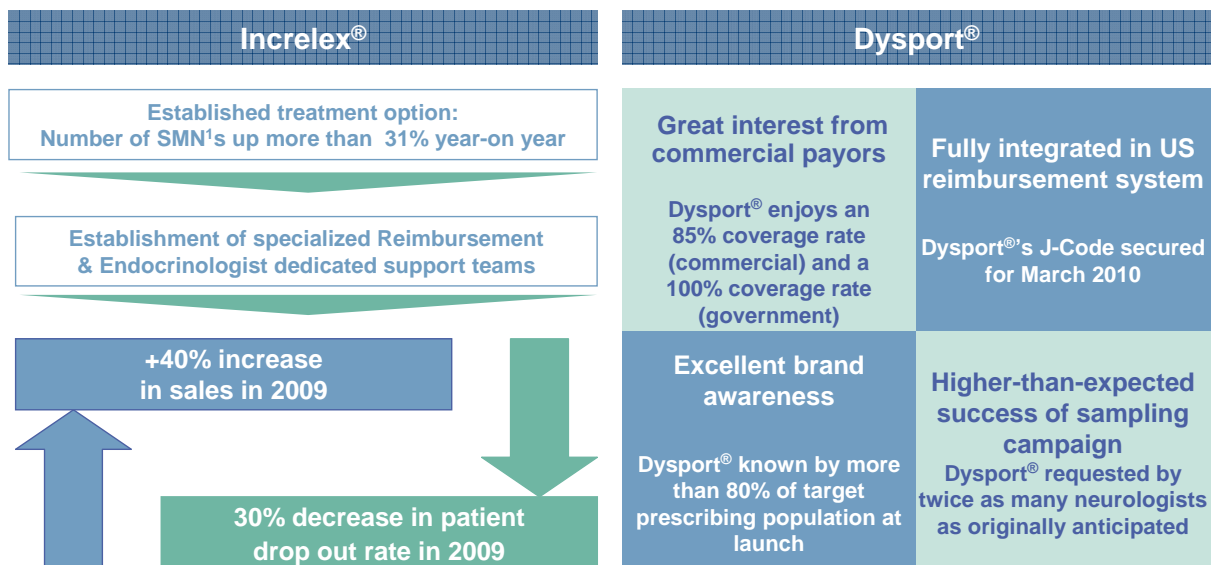 Increlex®
Established treatment option:
Number of SMN¹s up more than 31% year-on year
Establishment of specialized Reimbursement
& Endocrinologist dedicated support teams
+40% increase
in sales in 2009
30% decrease in patient
drop out rate in 2009
Dysport®
Great interest from
commercial payors
Dysport® enjoys an
85% coverage rate
(commercial) and a
100% coverage rate
(government)
Fully integrated in US
reimbursement system
Dysport®'s J-Code secured
for March 2010
Excellent brand
awareness
Dysport® known by more
than 80% of target
prescribing population at
launch
Higher-than-expected
success of sampling
campaign
Dysport® requested by
twice as many neurologists
as originally anticipated